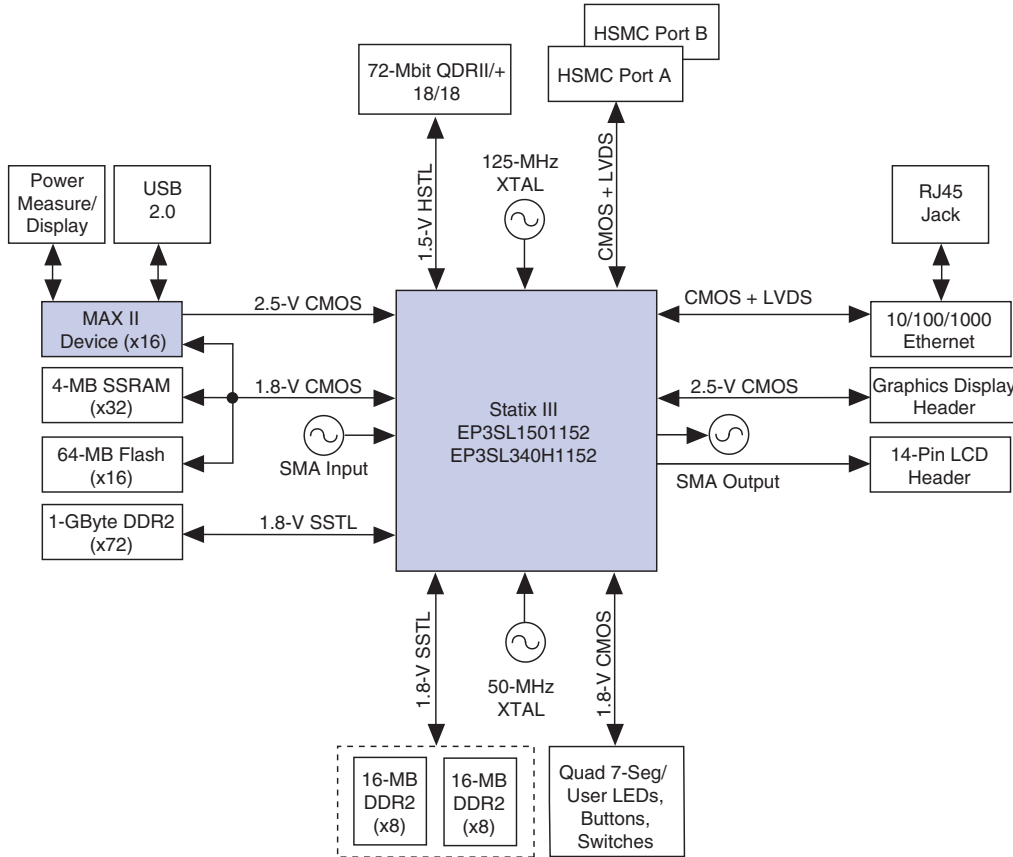 HSMC Port B
HSMC Port A
72-Mbit QDRII/+
18/18
125-MHz
XTAL
1.5-V HSTL
CMOS + LVDS
Power
Measure/
Display
USB
2.0
RJ45
Jack
MAX II
Device (x16)
2.5-V CMOS
CMOS + LVDS
10/100/1000
Ethernet
4-MB SSRAM
(x32)
1.8-V CMOS
Statix III
EP3SL1501152
EP3SL340H1152
2.5-V CMOS
Graphics Display
Header
64-MB Flash
(x16)
SMA Input
SMA Output
14-Pin LCD
Header
1-GByte DDR2
(x72)
1.8-V SSTL
1.8-V SSTL
50-MHz
XTAL
1.8-V CMOS
16-MB
DDR2
(x8)
16-MB
DDR2
(x8)
Quad 7-Seg/
User LEDs,
Buttons,
Switches